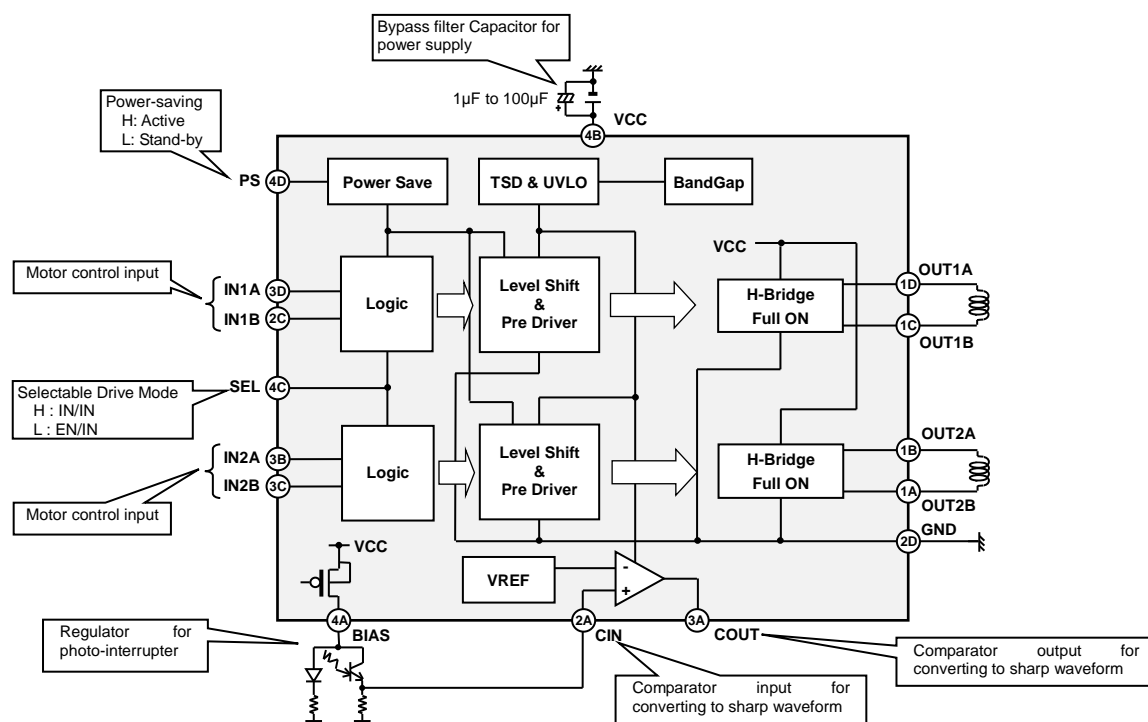 Bypass filter Capacitor for
power supply
1µF to 100µF
VCC
4B
Power-saving
H: Active
L: Stand-by
PS
4D
Power Save
TSD & UVLO
BandGap
VCC
Motor control input
IN1A
3D
IN1B
2C
Logic
Level Shift
&
Pre Driver
H-Bridge
Full ON
OUT1A
1D
1C
OUT1B
Selectable Drive Mode
H : IN/IN
L : EN/IN
SEL
4C
IN2A
3B
IN2B
3C
Logic
Level Shift
&
Pre Driver
H-Bridge
Full ON
OUT2A
1B
1A
OUT2B
Motor control input
GND
2D
VCC
VREF
-
+
4A
BIAS
2A
CIN
3A
COUT
Regulator for
photo-interrupter
Comparator input for
converting to sharp waveform
Comparator output for
converting to sharp waveform